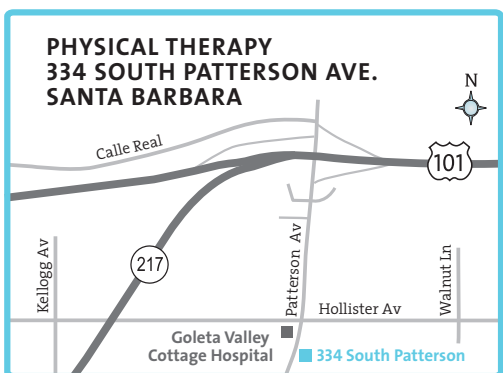 PHYSICAL THERAPY
334 SOUTH PATTERSON AVE.
SANTA BARBARA
N
Calle Real
101
217
Kellogg Av
Patterson Av
Walnut Ln
Hollister Av
Goleta Valley
Cottage Hospital
334 South Patterson